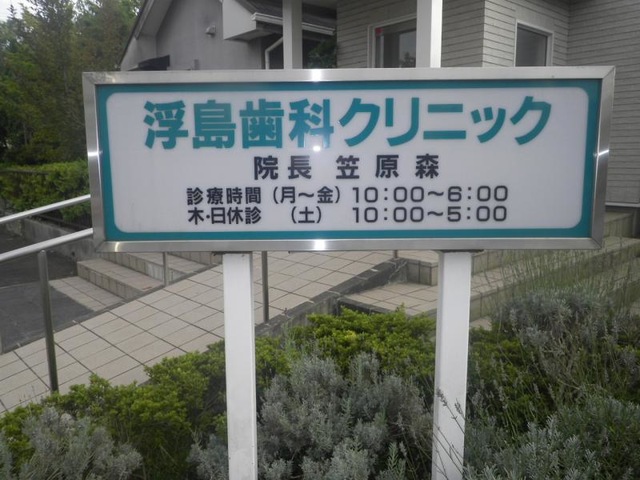 浮島歯科クリニック
院長 笠原森
診療時間（月〜金）10:00〜6:00
木・日休診 （土） 10:00〜5:00